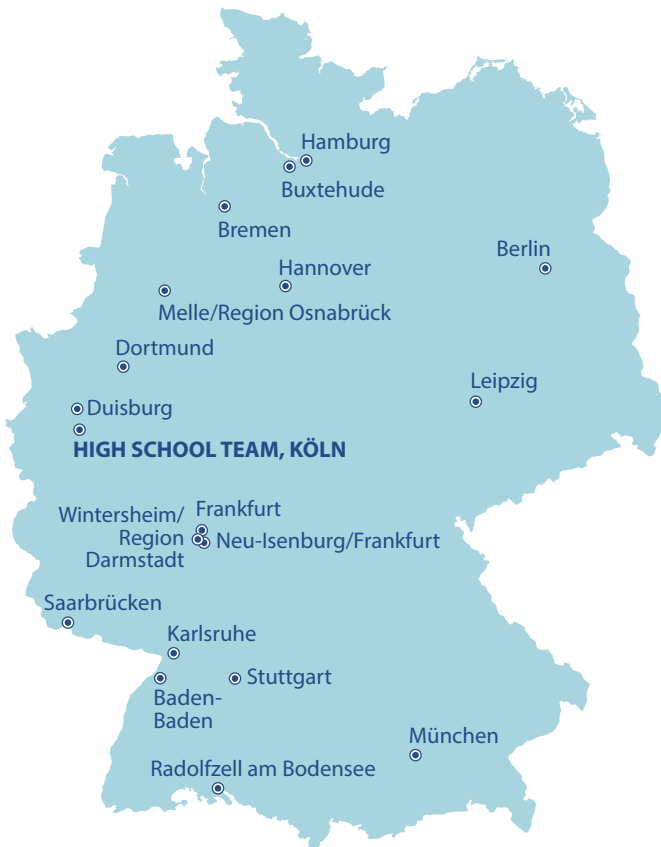 Hamburg
Buxtehude
Bremen
Berlin
Hannover
Melle/Region Osnabrück
Dortmund
Leipzig
Duisburg
HIGH SCHOOL TEAM, KÖLN
Frankfurt
Wintersheim/
Region
Darmstadt
Neu-Isenburg/Frankfurt
Saarbrücken
Karlsruhe
Stuttgart
Baden-
Baden
München
Radolfzell am Bodensee